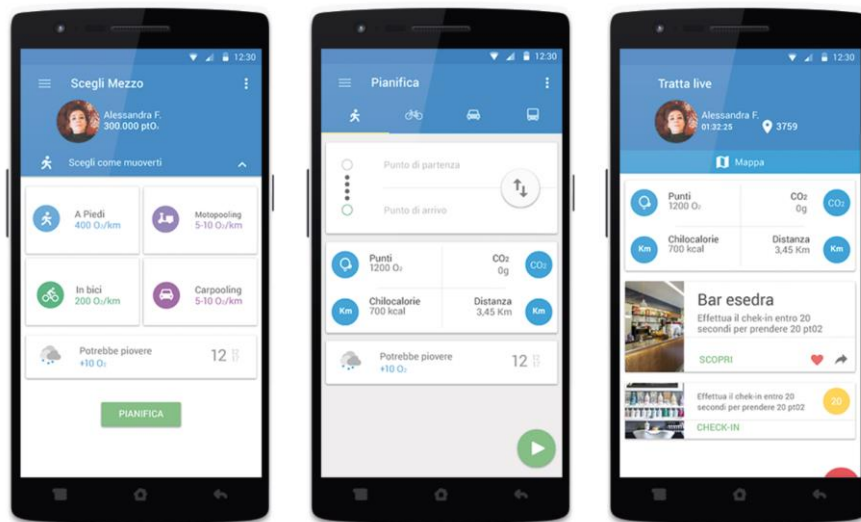 12:30
Scegli Mezzo
Alessandra F.
300.000 ptO₂
Scegli come muoverti
A Piedi
400 O₂/km
Motopooling
5-10 O₂/km
In bici
200 O₂/km
Carpooling
5-10 O₂/km
Potrebbe piovere
+10 O₂
12
PIANIFICA
12:30
Pianifica
Punto di partenza
Punto di arrivo
Punti
1200 O₂
CO₂
0g
CO₂
Km
Chilocalorie
700 kcal
Distanza
3,45 Km
Km
Potrebbe piovere
+10 O₂
12
12:30
Tratta live
Alessandra F.
01:32:25
3759
Mappa
Punti
1200 O₂
CO₂
0g
CO₂
Km
Chilocalorie
700 kcal
Distanza
3,45 Km
Km
Bar esedra
Effettua il chek-in entro 20
secondi per prendere 20 pt02
SCOPRI
Effettua il chek-in entro 20
secondi per prendere 20 pt02
20
CHECK-IN